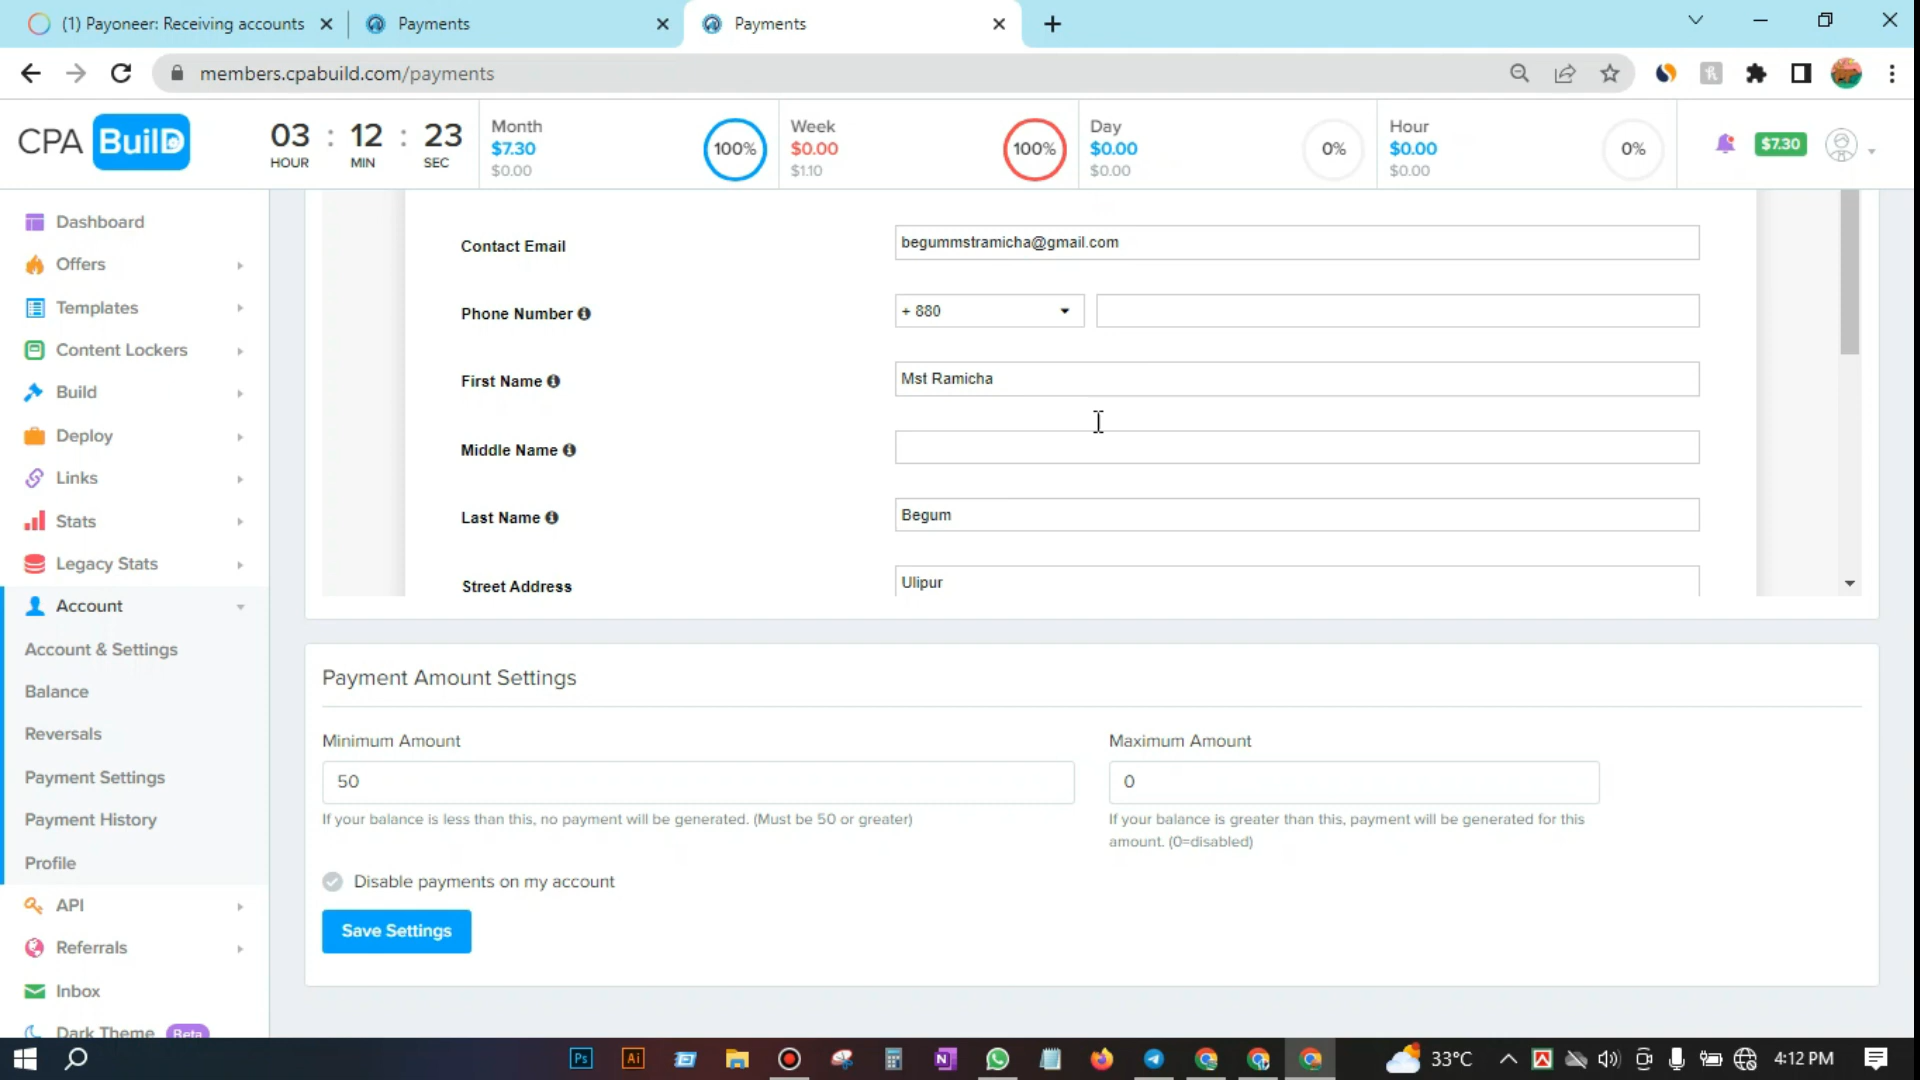 (1) Payoneer: Receiving accounts
Payments
Payments
members.cpabuild.com/payments
CPA BuilD
03 : 12 : 23
HOUR MIN SEC
Month
$7.30
$0.00
100%
Week
$0.00
$1.10
100%
Day
$0.00
$0.00
0%
Hour
$0.00
$0.00
0%
$7.30
Dashboard
Offers
Templates
Content Lockers
Build
Deploy
Links
Stats
Legacy Stats
Account
Account & Settings
Balance
Reversals
Payment Settings
Payment History
Profile
API
Referrals
Inbox
Dark Theme Beta
Contact Email
begummstramicha@gmail.com
Phone Number
+ 880
First Name
Mst Ramicha
Middle Name
Last Name
Begum
Street Address
Ulipur
Payment Amount Settings
Minimum Amount
50
If your balance is less than this, no payment will be generated. (Must be 50 or greater)
Maximum Amount
0
If your balance is greater than this, payment will be generated for this
amount. (0=disabled)
Disable payments on my account
Save Settings
Ps
Ai
33°C
4:12 PM